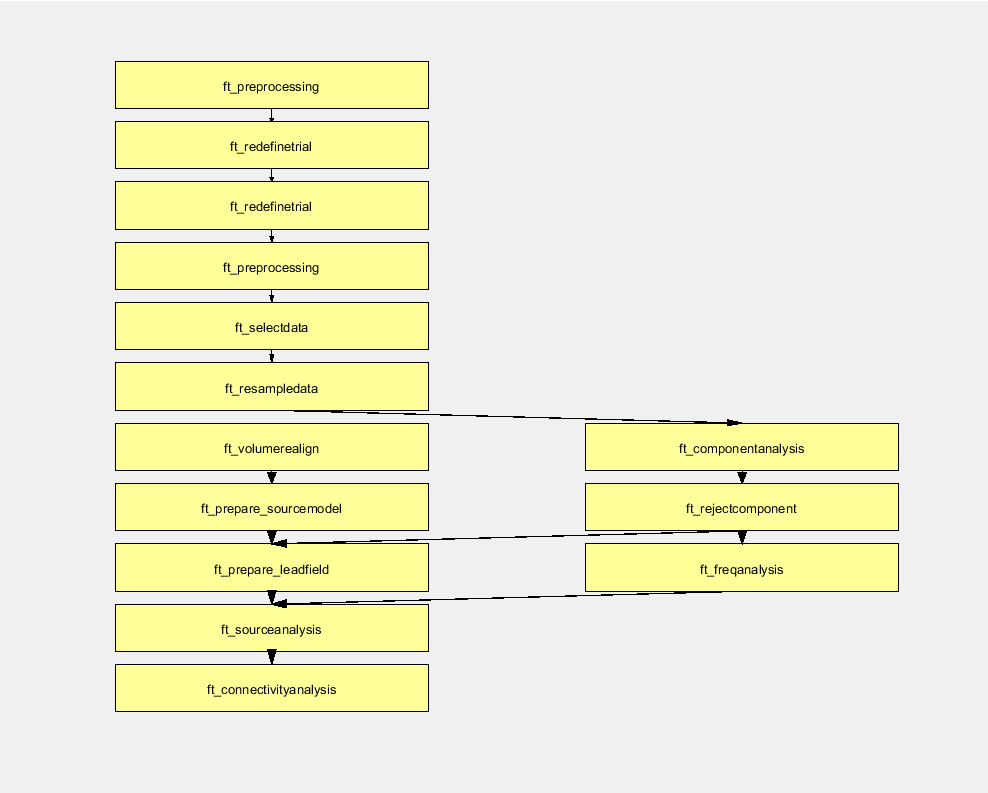 ft_preprocessing
ft_redefinetrial
ft_redefinetrial
ft_preprocessing
ft_selectdata
ft_resampledata
ft_volumerealign
ft_componentanalysis
ft_prepare_sourcemodel
ft_rejectcomponent
ft_prepare_leadfield
ft_freqanalysis
ft_sourceanalysis
ft_connectivityanalysis